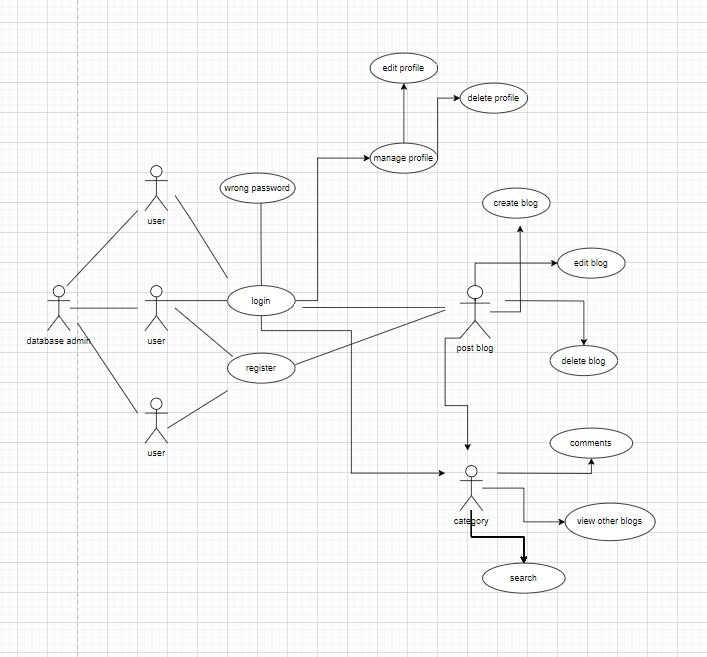 edit profile
delete profile
manage profile
wrong password
user
create blog
edit blog
login
user
database admin
post blog
delete blog
register
comments
user
category
view other blogs
search